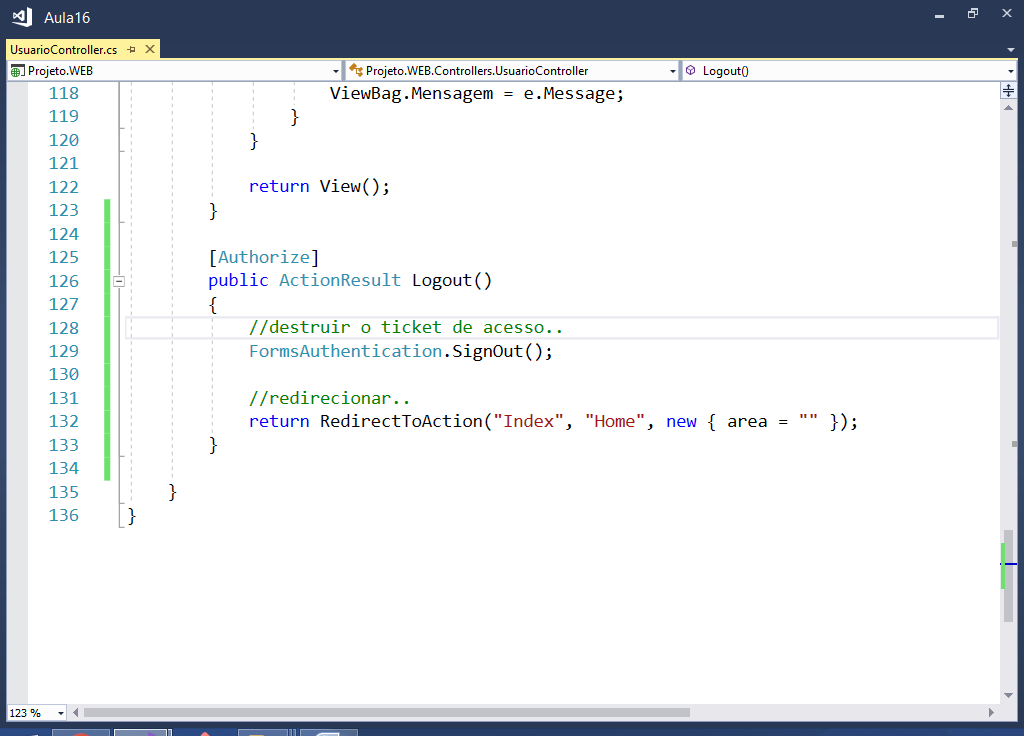 Aula16
UsuarioController.cs
Projeto.WEB Projeto.WEB.Controllers.UsuarioController Logout()
118 ViewBag.Mensagem = e.Message;
119 }
120 }
121
122 return View();
123 }
124
125 [Authorize]
126 public ActionResult Logout()
127 {
128 //destruir o ticket de acesso..
129 FormsAuthentication.SignOut();
130
131 //redirecionar..
132 return RedirectToAction("Index", "Home", new { area = "" });
133 }
134
135 }
136 }
123 %